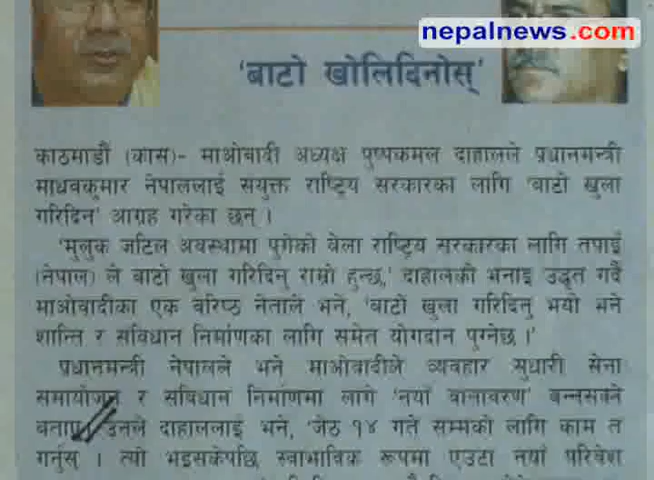 nepalnews.com
'बाटो खोलिदिनोस्'
काठमाडौं (कास)- माओवादी अध्यक्ष पुष्पकमल दाहालले प्रधानमन्त्री
माधवकुमार नेपाललाई संयुक्त राष्ट्रिय सरकारका लागि 'बाटो खुला
गरिदिन' आग्रह गरेका छन् ।
'मुलुक जटिल अवस्थामा पुगेको वेला राष्ट्रिय सरकारका लागि तपाईं
(नेपाल) ले बाटो खुला गरिदिनु राम्रो हुन्छ,' दाहालको भनाइ उद्धृत गर्दै
माओवादीका एक वरिष्ठ नेताले भने, 'बाटो खुला गरिदिनु भयो भने
शान्ति र संविधान निर्माणका लागि समेत योगदान पुग्नेछ ।'
प्रधानमन्त्री नेपालले भने माओवादीले व्यवहार सुधारी सेना
समायोजन र संविधान निर्माणमा लागे 'नयाँ वातावरण' बन्नसक्ने
बताए उनले दाहाललाई भने, 'जेठ १४ गते सम्मको लागि काम त
गर्नुस् । त्यो भइसकेपछि स्वाभाविक रूपमा एउटा नयाँ परिवेश